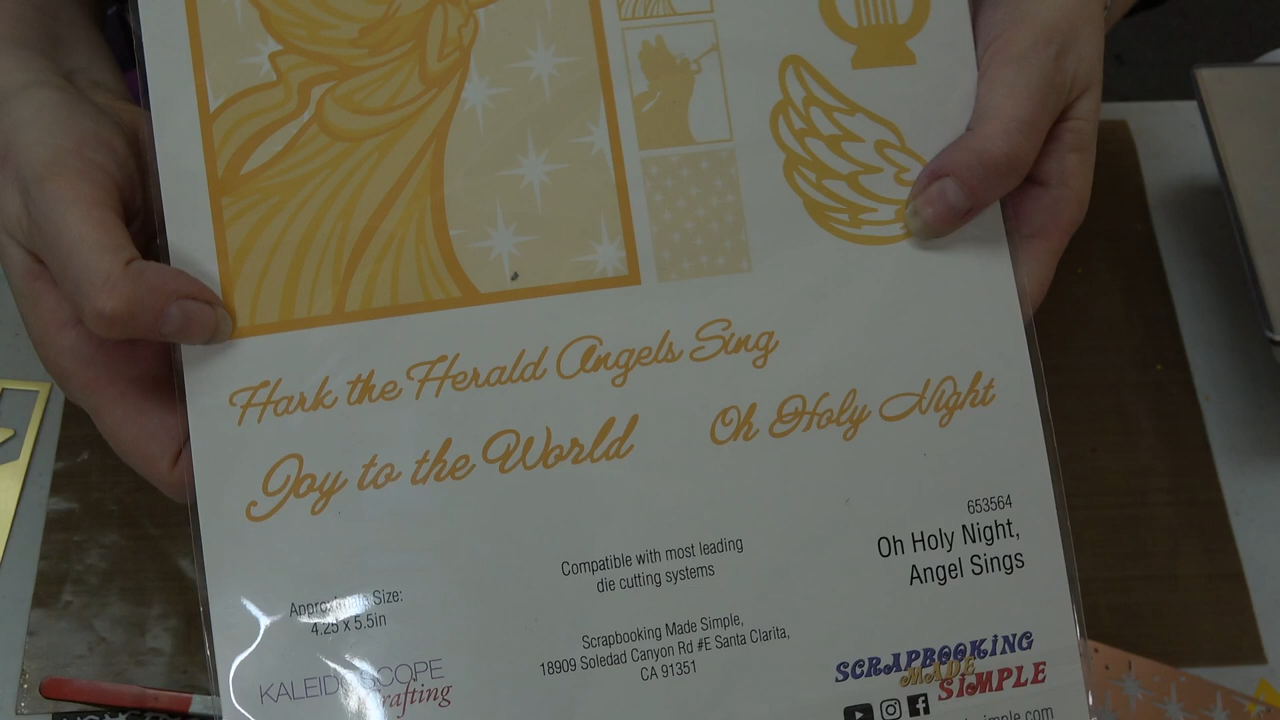 Hark the Herald Angels Sing
Joy to the World
Oh Holy Night
653564
Oh Holy Night,
Angel Sings
Compatible with most leading
die cutting systems
Approximate Size:
4.25 x 5.5in
Scrapbooking Made Simple,
18909 Soledad Canyon Rd #E Santa Clarita,
CA 91351
KALEIDOSCOPE
crafting
SCRAPBOOKING
MADE
SIMPLE